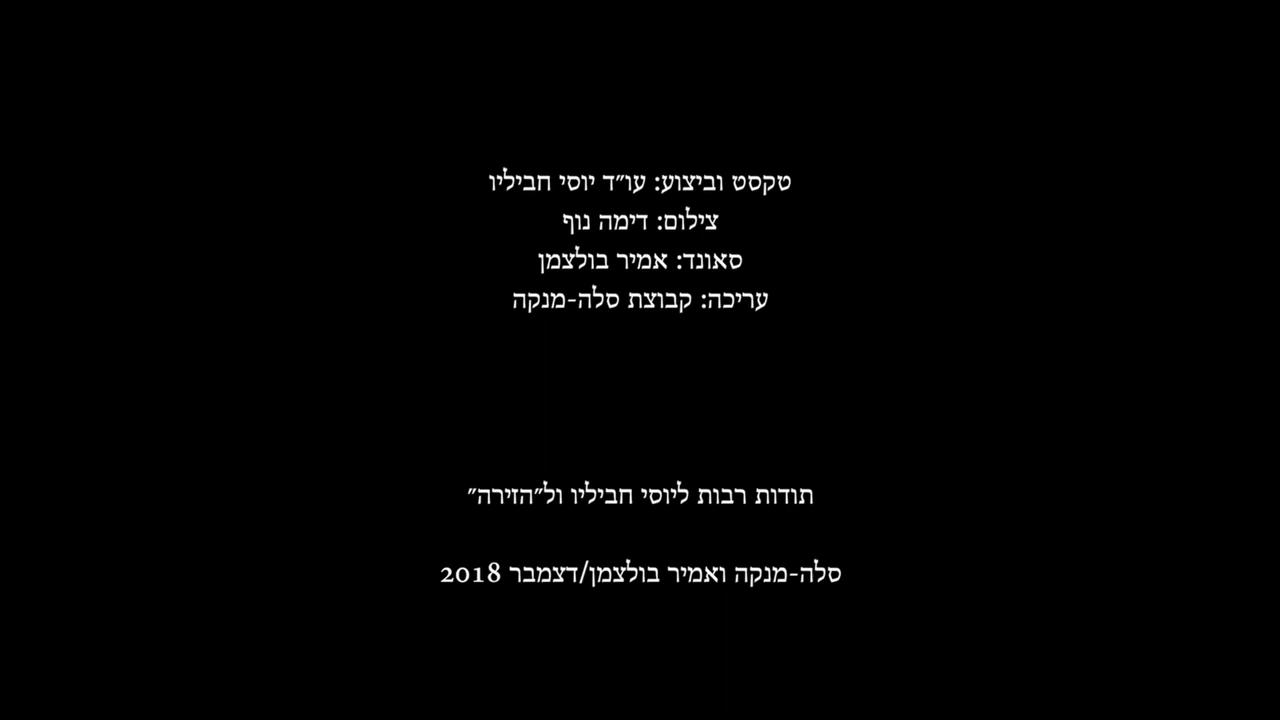 טקסט וביצוע: עו״ד יוסי חביליו
צילום: דימה נוף
סאונד: אמיר בולצמן
עריכה: קבוצת סלה-מנקה
תודות רבות ליוסי חביליו ול״הזירה״
סלה-מנקה ואמיר בולצמן/דצמבר 2018